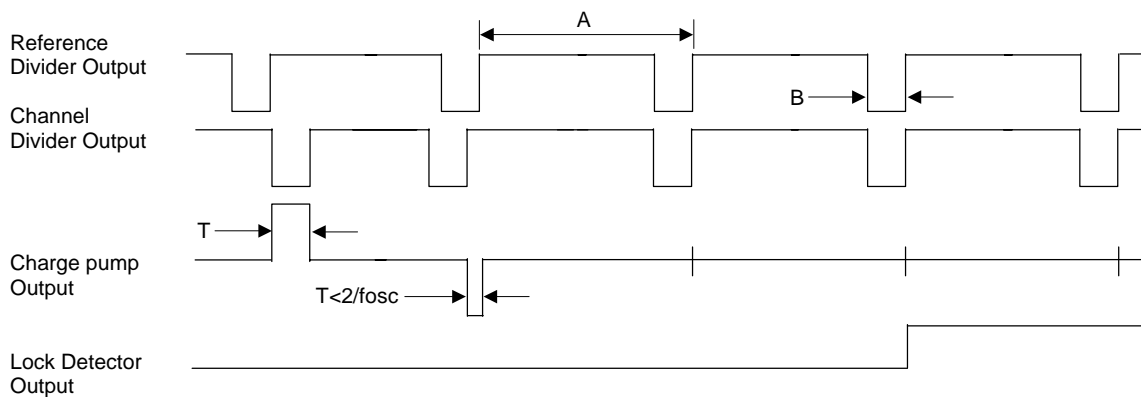 A
Reference
Divider Output
B
Channel
Divider Output
T
Charge pump
Output
T<2/fosc
Lock Detector
Output